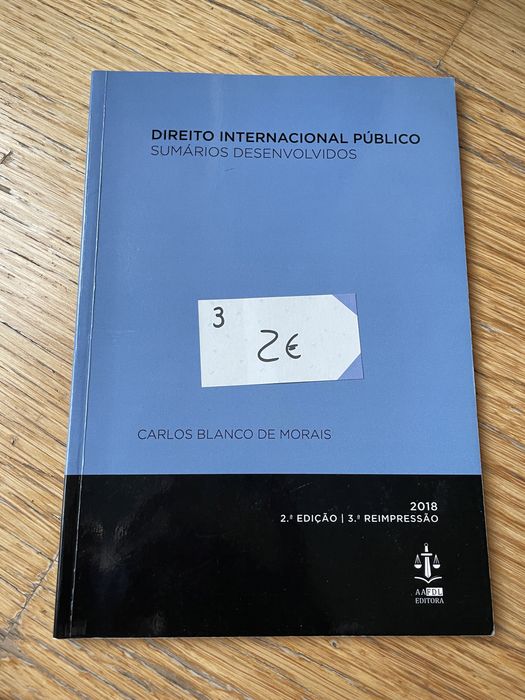 DIREITO INTERNACIONAL PÚBLICO
SUMÁRIOS DESENVOLVIDOS
3
2€
CARLOS BLANCO DE MORAIS
2018
2.ª EDIÇÃO | 3.ª REIMPRESSÃO
AAFDL
EDITORA